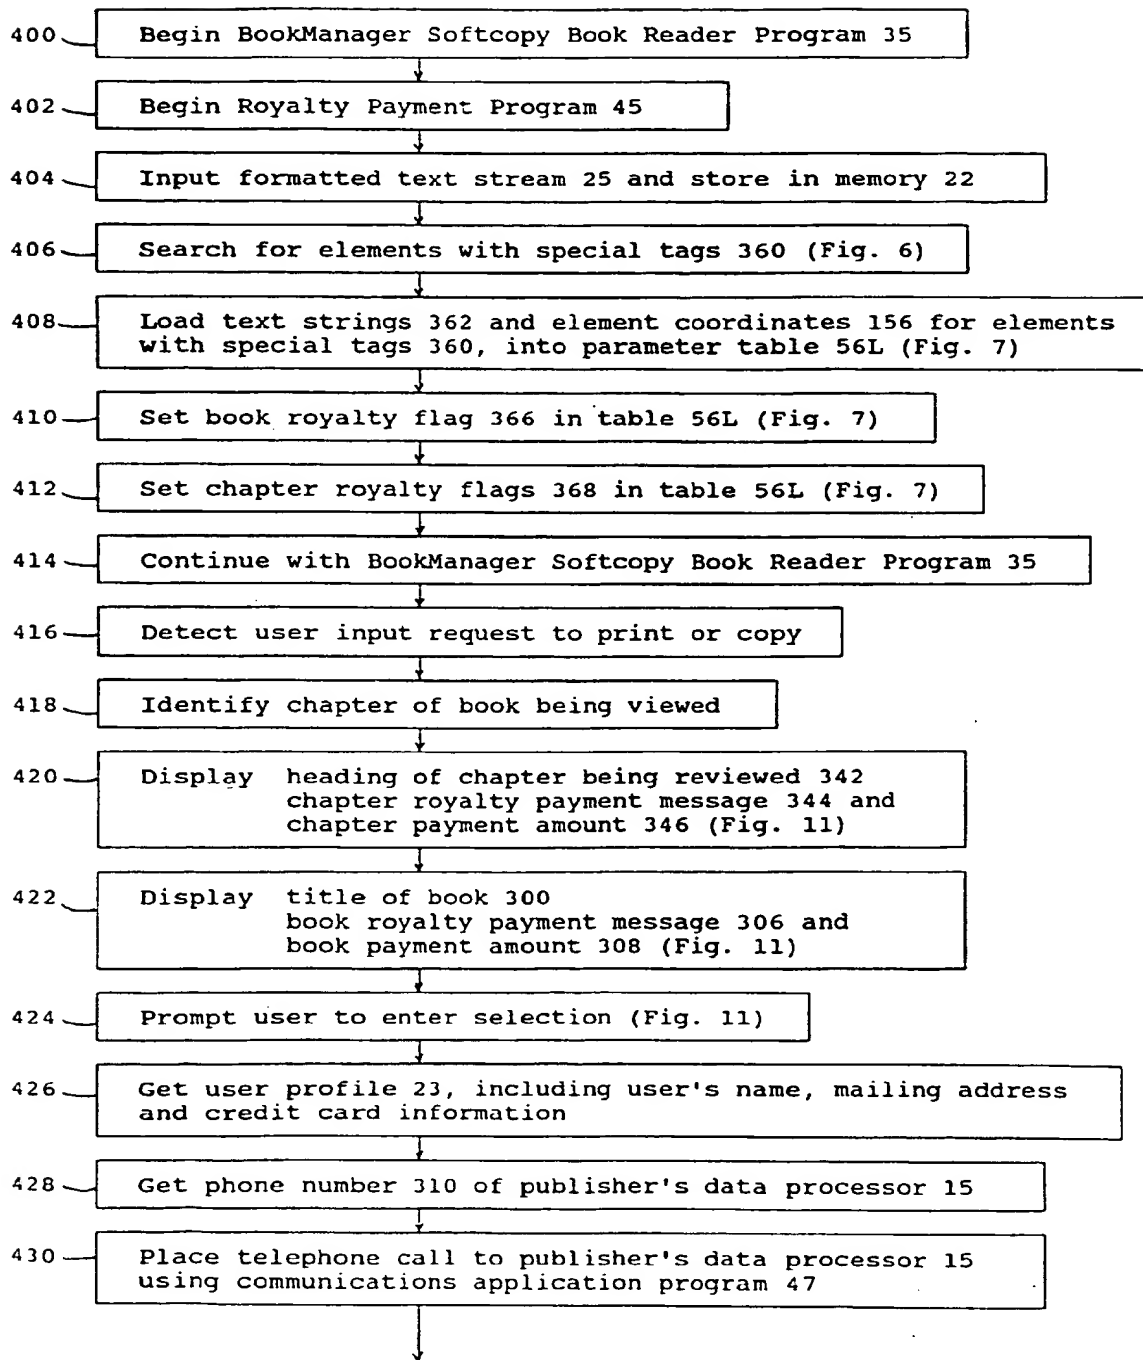 400 Begin BookManager Softcopy Book Reader Program 35
402 Begin Royalty Payment Program 45
404 Input formatted text stream 25 and store in memory 22
406 Search for elements with special tags 360 (Fig. 6)
408 Load text strings 362 and element coordinates 156 for elements
with special tags 360, into parameter table 56L (Fig. 7)
410 Set book royalty flag 366 in table 56L (Fig. 7)
412 Set chapter royalty flags 368 in table 56L (Fig. 7)
414 Continue with BookManager Softcopy Book Reader Program 35
416 Detect user input request to print or copy
418 Identify chapter of book being viewed
420 Display heading of chapter being reviewed 342
chapter royalty payment message 344 and
chapter payment amount 346 (Fig. 11)
422 Display title of book 300
book royalty payment message 306 and
book payment amount 308 (Fig. 11)
424 Prompt user to enter selection (Fig. 11)
426 Get user profile 23, including user's name, mailing address
and credit card information
428 Get phone number 310 of publisher's data processor 15
430 Place telephone call to publisher's data processor 15
using communications application program 47